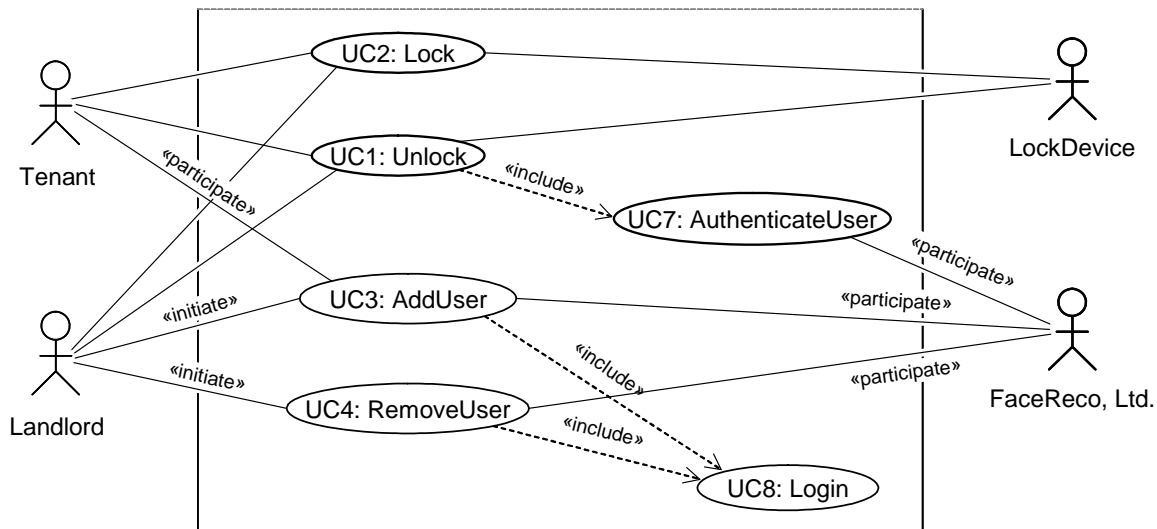 UC2: Lock
UC1: Unlock
LockDevice
Tenant
«participate»
«include»
UC7: AuthenticateUser
«participate»
UC3: AddUser
«initiate»
«participate»
«include»
«initiate»
«participate»
UC4: RemoveUser
FaceReco, Ltd.
Landlord
«include»
UC8: Login